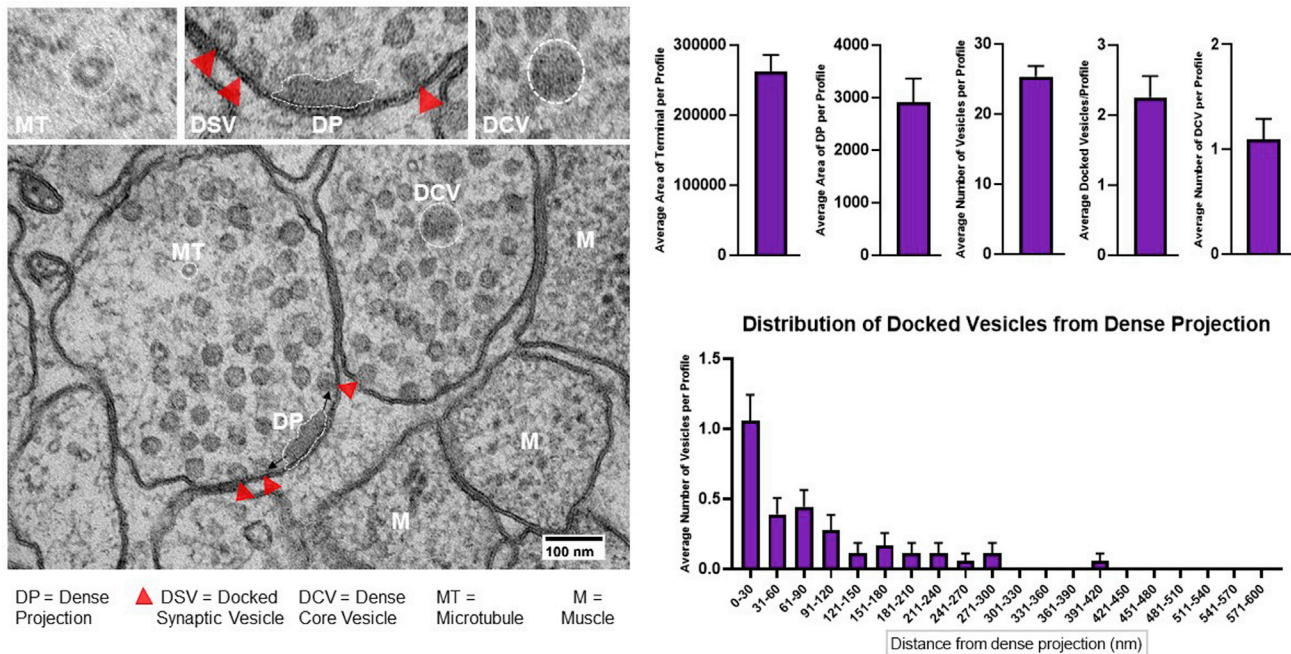 MT
DSV
DP
DCV
MT
DCV
M
DP
M
M
100 nm
DP = Dense
Projection
DSV = Docked
Synaptic Vesicle
DCV = Dense
Core Vesicle
MT =
Microtubule
M =
Muscle
Average Area of Terminal per Profile
300000
200000
100000
0
Average Area of DP per Profile
4000
3000
2000
1000
0
Average Number of Vesicles per Profile
30
20
10
0
Average Docked Vesicles/Profile
3
2
1
0
Average Number of DCV per Profile
2
1
0
Distribution of Docked Vesicles from Dense Projection
Average Number of Vesicles per Profile
1.5
1.0
0.5
0.0
0-30
31-60
61-90
91-120
121-150
151-180
181-210
211-240
241-270
271-300
301-330
331-360
361-390
391-420
421-450
451-480
481-510
511-540
541-570
571-600
Distance from dense projection (nm)